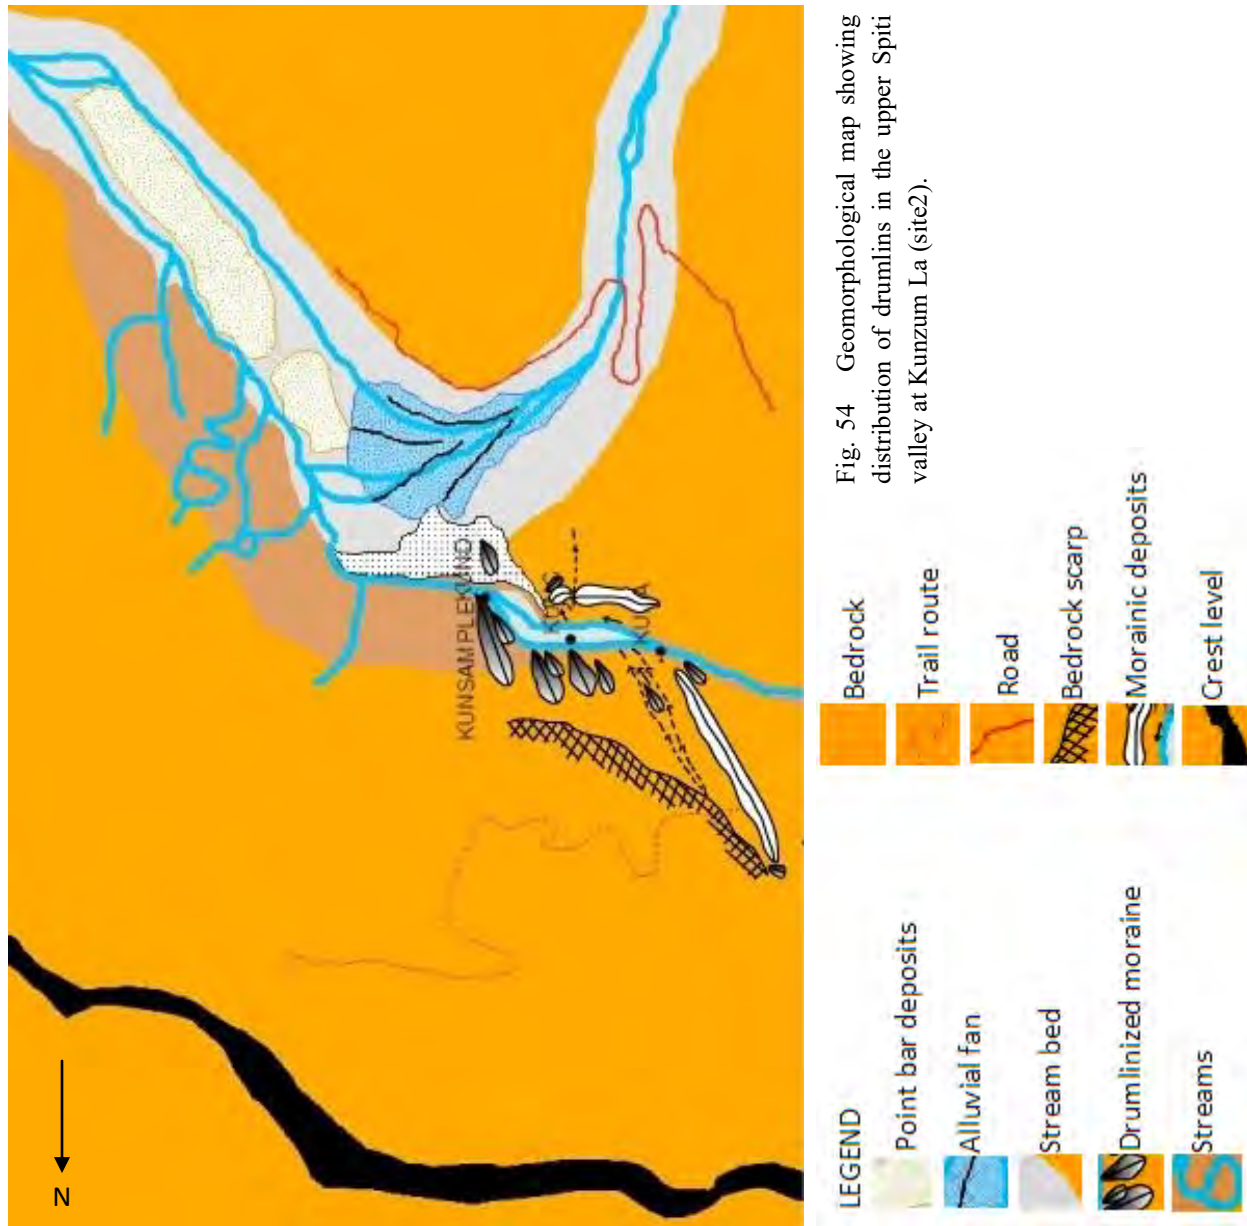 KUNSAMPLEKUND
N
Fig. 54 Geomorphological map showing
distribution of drumlins in the upper Spiti
valley at Kunzum La (site2).
LEGEND
Point bar deposits
Alluvial fan
Stream bed
Drumlinized moraine
Streams
Bedrock
Trail route
Road
Bedrock scarp
Morainic deposits
Crest level